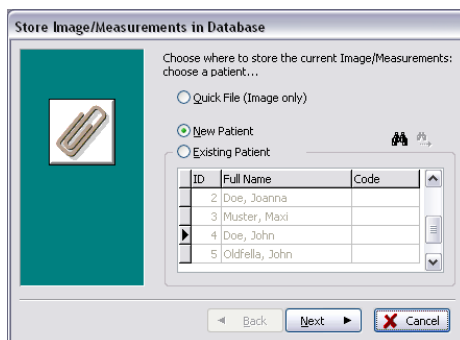 Store Image/Measurements in Database
Choose where to store the current Image/Measurements:
choose a patient...
Quick File (Image only)
New Patient
Existing Patient
ID Full Name Code
2 Doe, Joanna
3 Muster, Maxi
4 Doe, John
5 Oldfella, John
Back Next Cancel